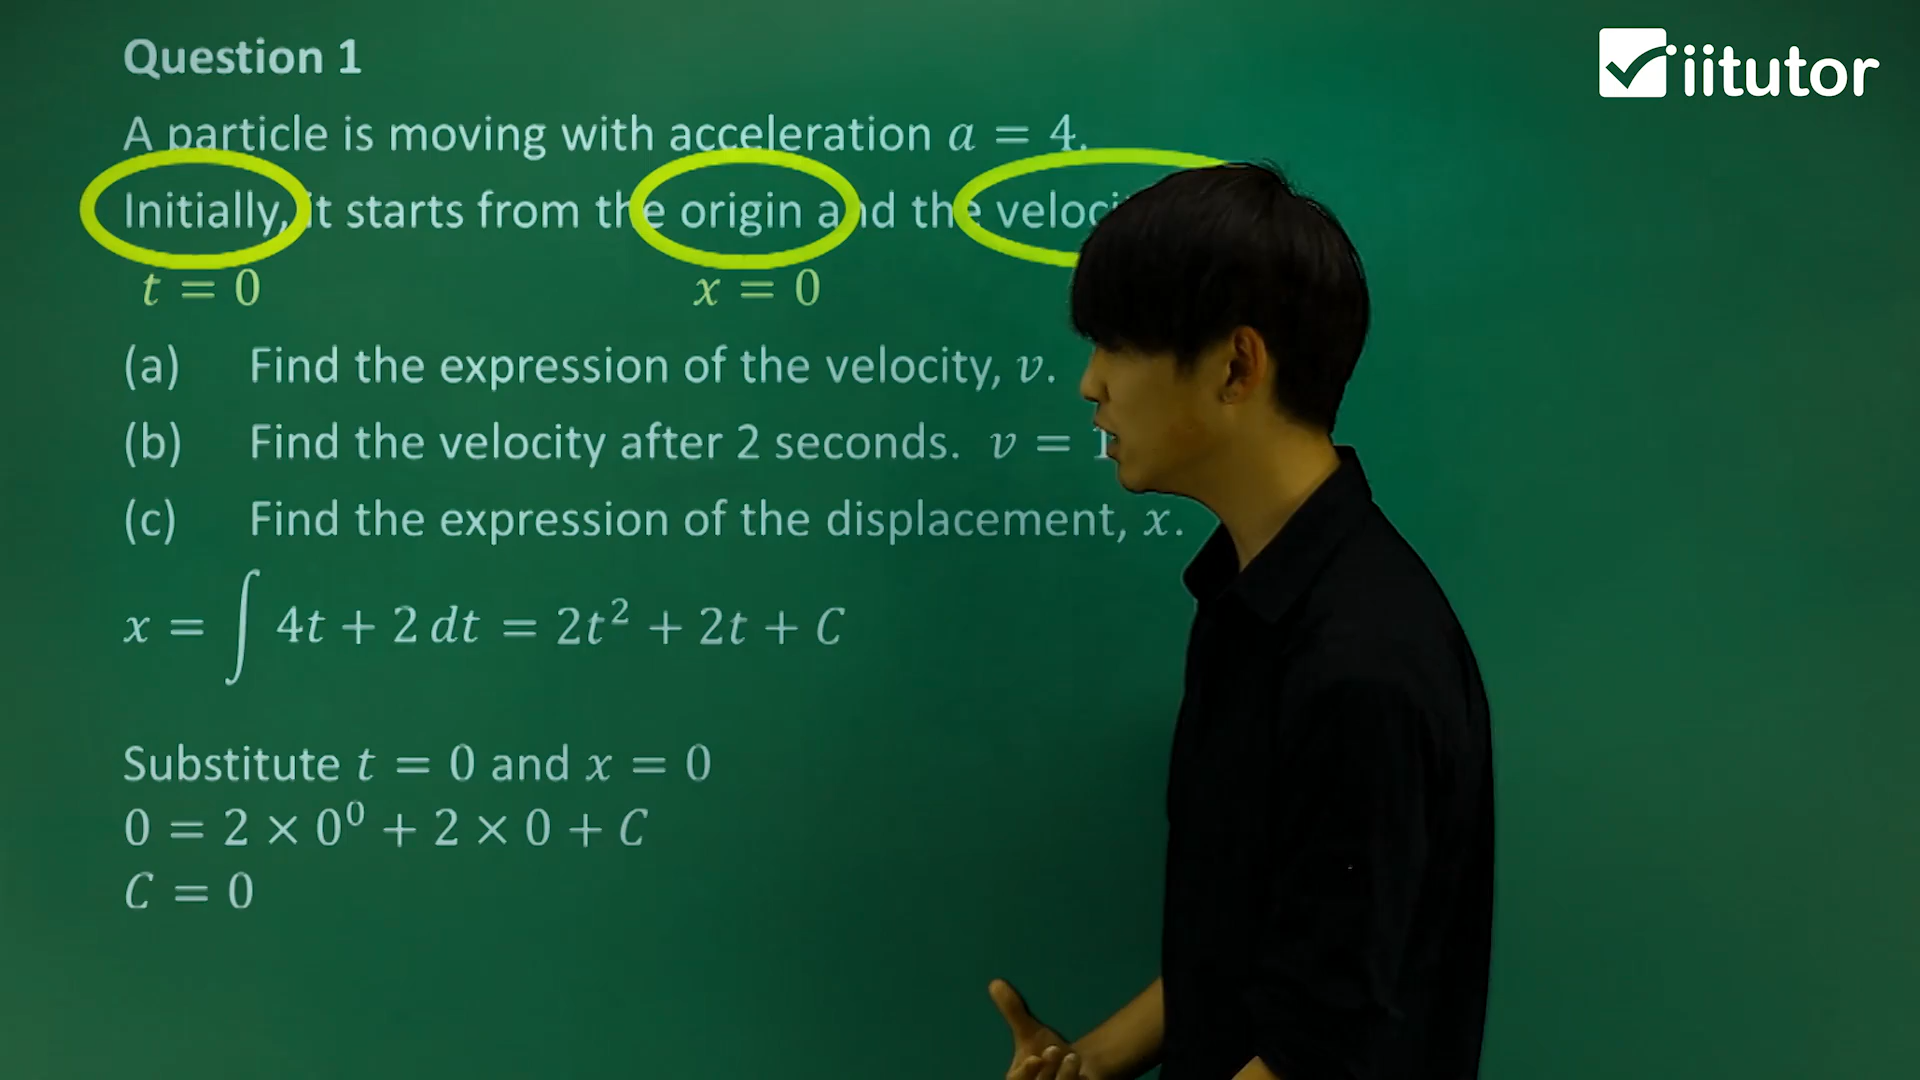 Question 1
iitutor
A particle is moving with acceleration a = 4.
Initially, it starts from the origin and the
t = 0 x = 0
(a) Find the expression of the velocity, v.
(b) Find the velocity after 2 seconds. v =
(c) Find the expression of the displacement, x.
x = ∫ 4t + 2 dt = 2t² + 2t + C
Substitute t = 0 and x = 0
0 = 2 × 0⁰ + 2 × 0 + C
C = 0